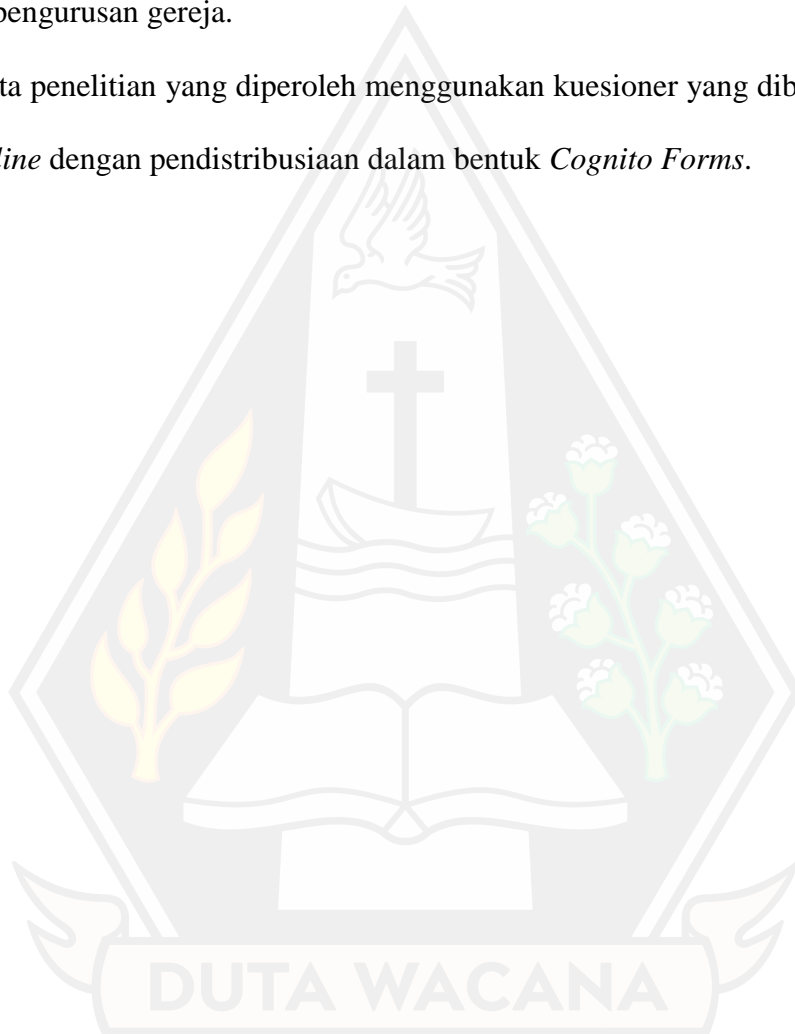 pengurusan gereja.
ta penelitian yang diperoleh menggunakan kuesioner yang dib
line dengan pendistribusiaan dalam bentuk Cognito Forms.
DUTA WACANA